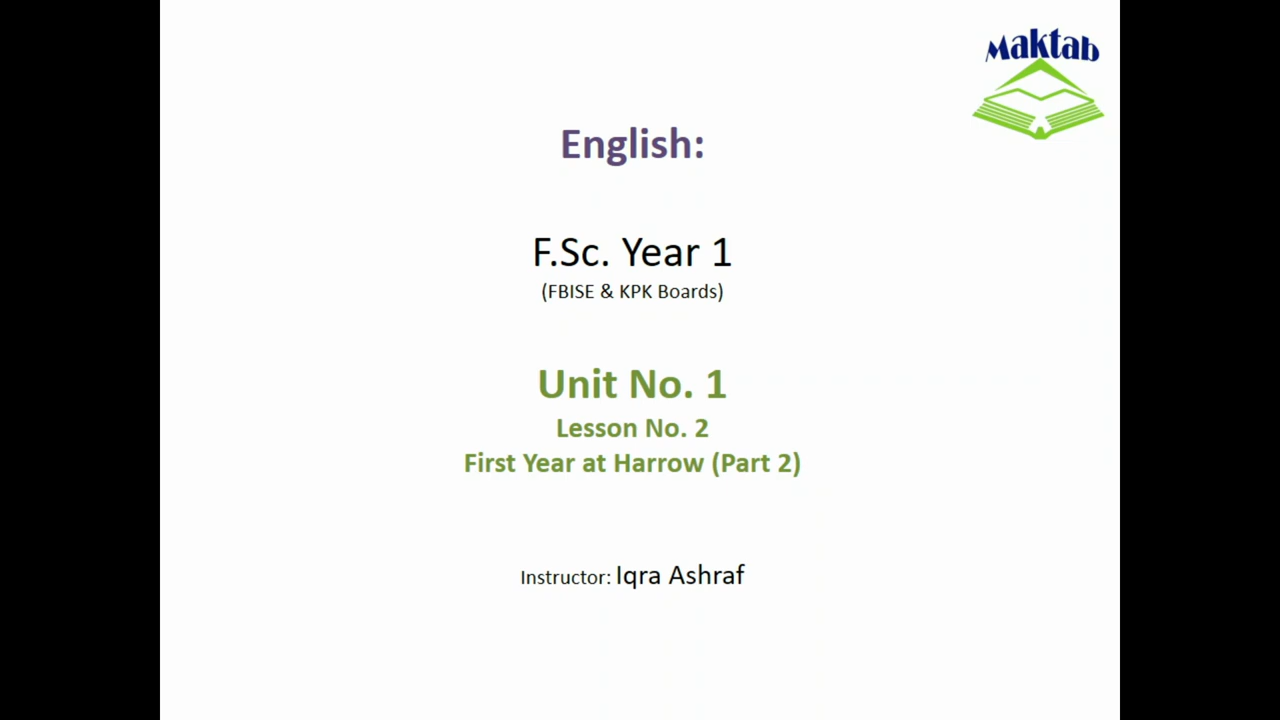 Maktab
English:
F.Sc. Year 1
(FBISE & KPK Boards)
Unit No. 1
Lesson No. 2
First Year at Harrow (Part 2)
Instructor: Iqra Ashraf